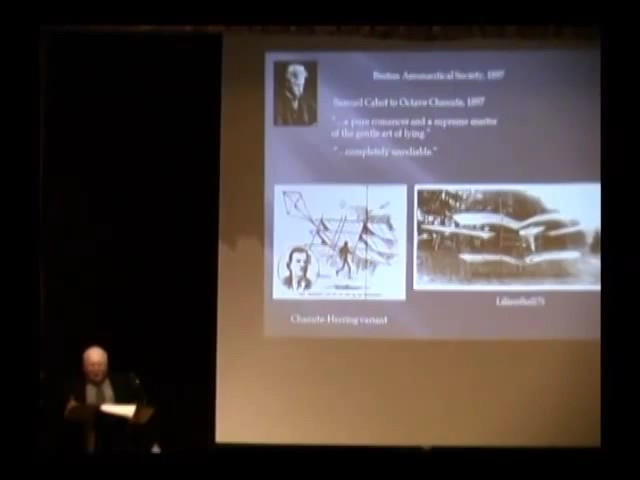 Boston Aeronautical Society, 1897
Samuel Cabot to Octave Chanute, 1897
"...a pure romancer and a supreme master
of the gentle art of lying."
"...completely unreliable."
Chanute-Herring variant
Lilienthal(?)